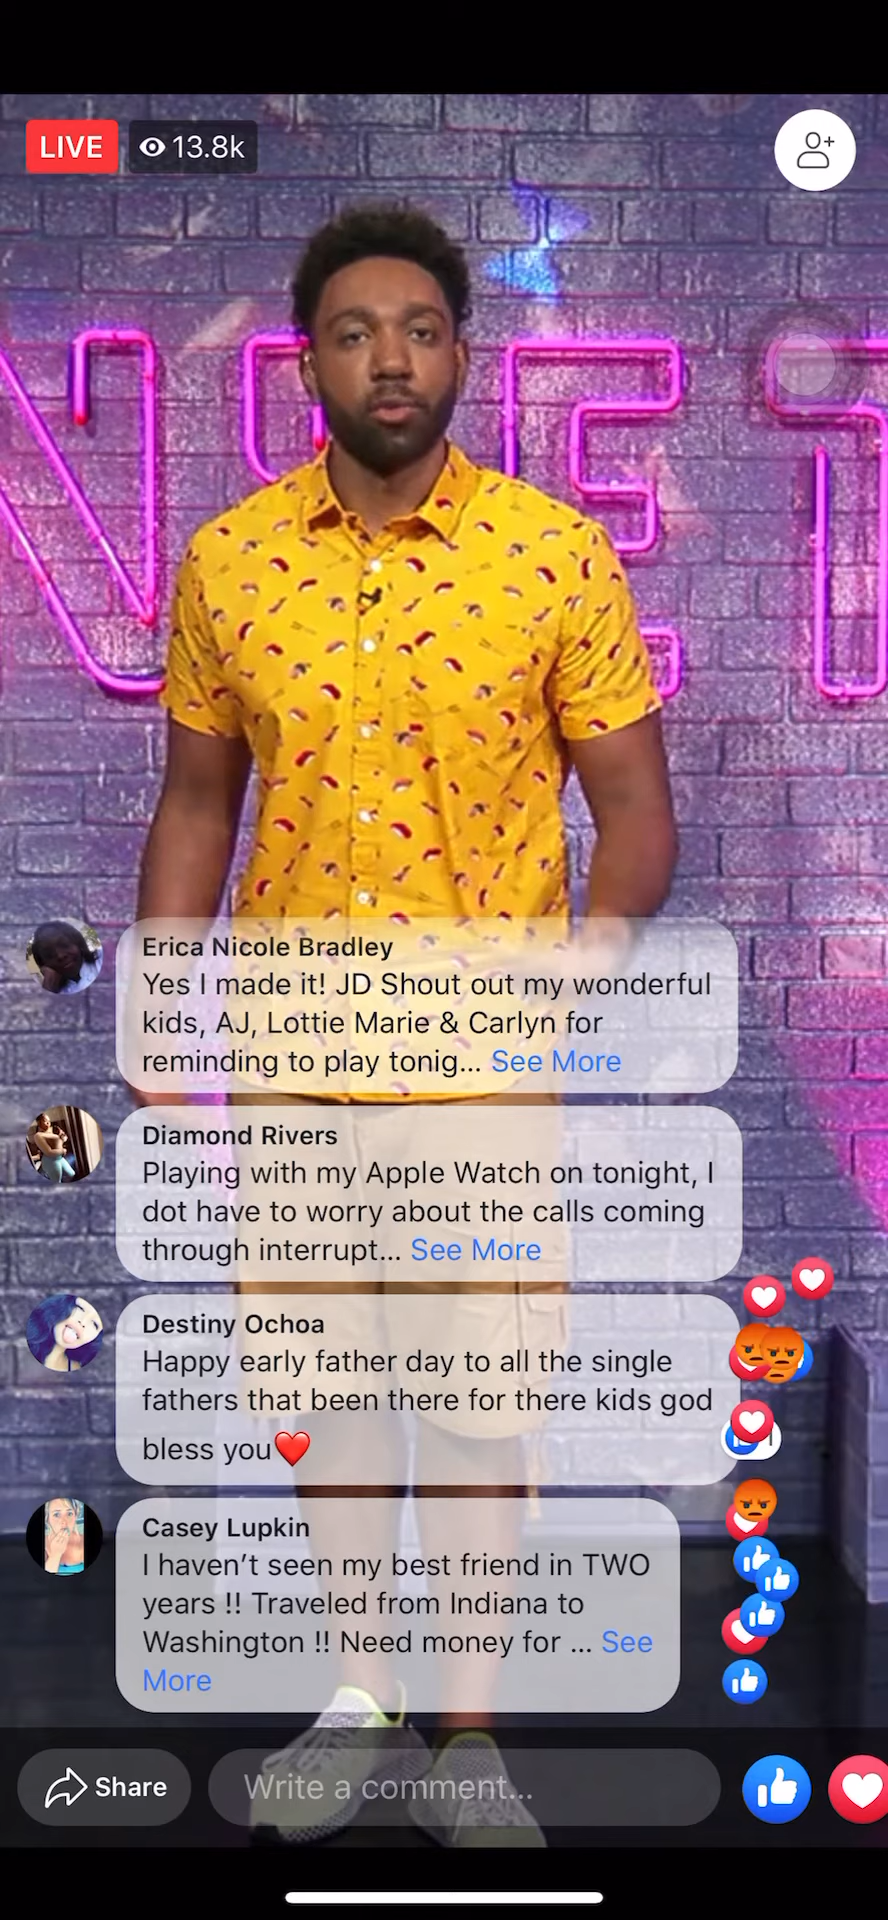 LIVE 13.8k
N
E
T
Erica Nicole Bradley
Yes I made it! JD Shout out my wonderful
kids, AJ, Lottie Marie & Carlyn for
reminding to play tonig... See More
Diamond Rivers
Playing with my Apple Watch on tonight, I
dot have to worry about the calls coming
through interrupt... See More
Destiny Ochoa
Happy early father day to all the single
fathers that been there for there kids god
bless you❤️
Casey Lupkin
I haven't seen my best friend in TWO
years !! Traveled from Indiana to
Washington !! Need money for ... See
More
Share
Write a comment...